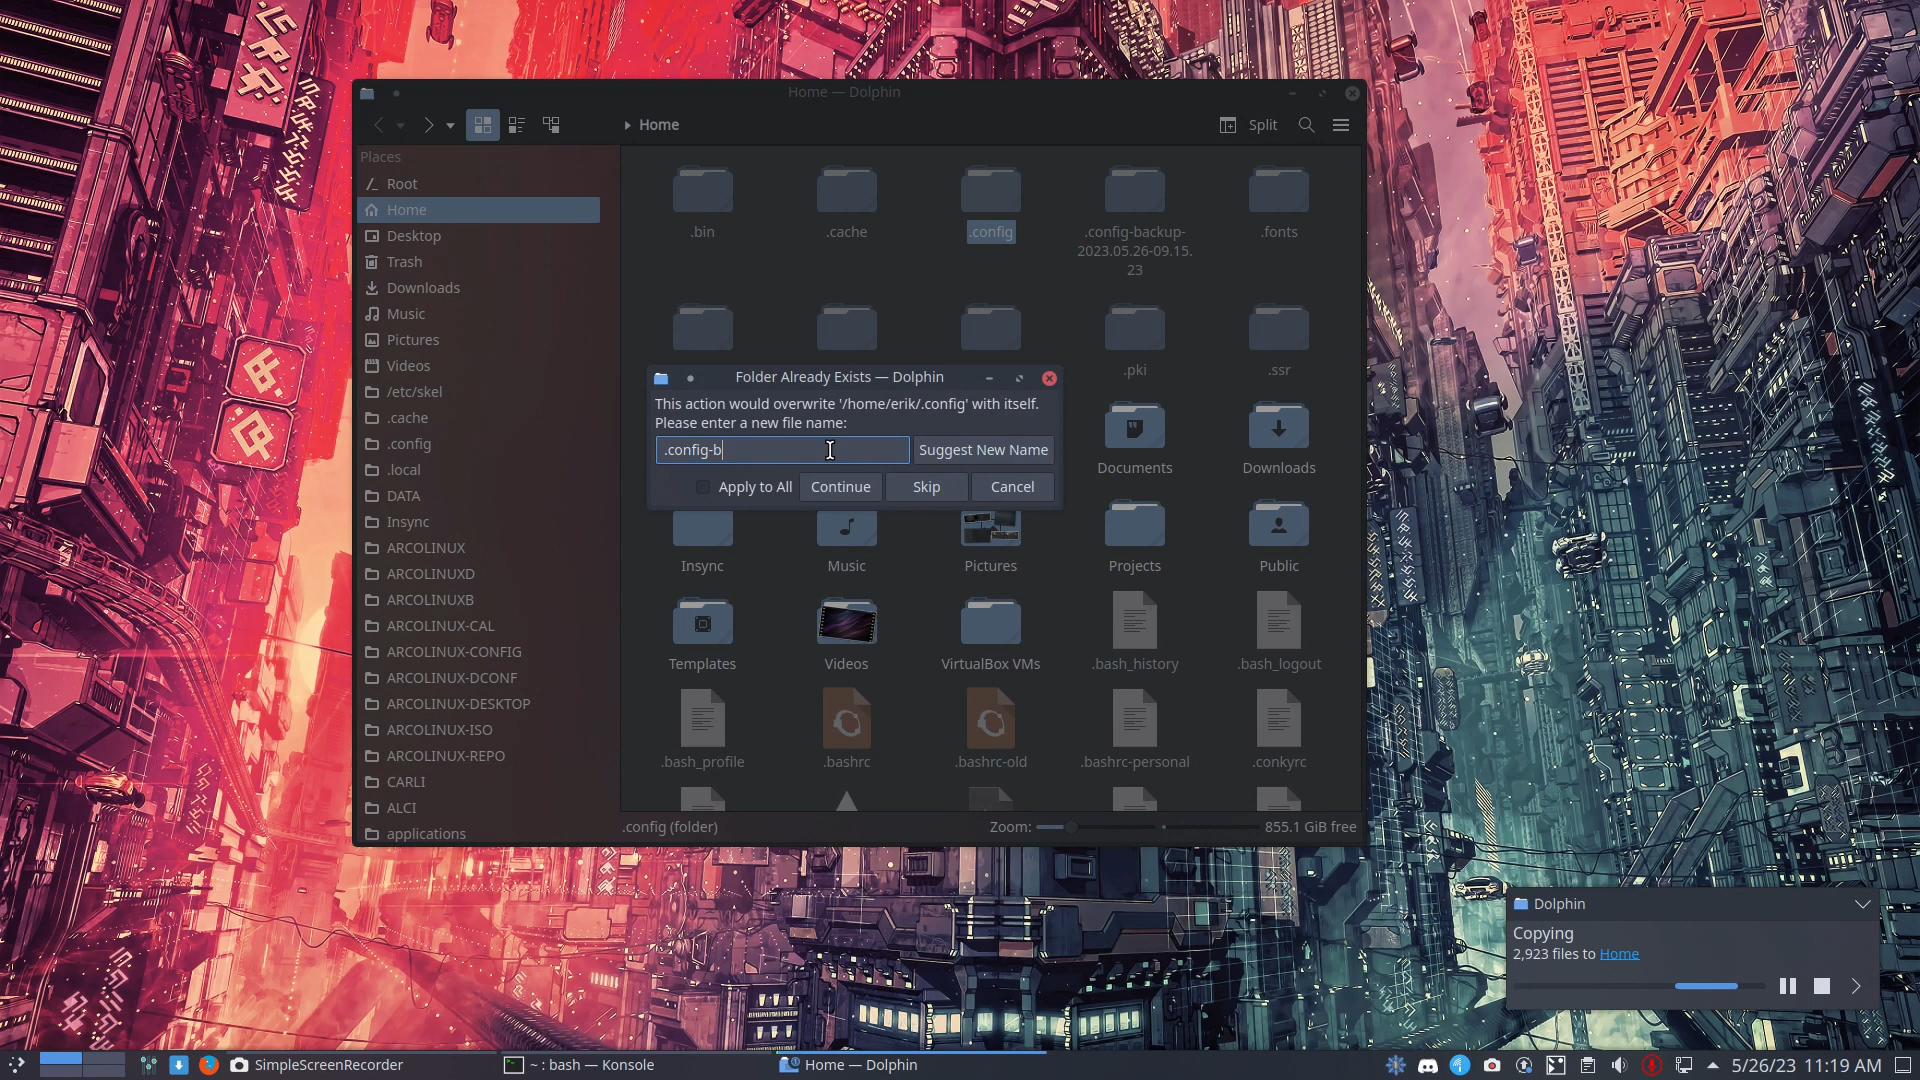 Home — Dolphin
Home
Split
Places
Root
Home
Desktop
Trash
Downloads
Music
Pictures
Videos
/etc/skel
.cache
.config
.local
DATA
Insync
ARCOLINUX
ARCOLINUXD
ARCOLINUXB
ARCOLINUX-CAL
ARCOLINUX-CONFIG
ARCOLINUX-DCONF
ARCOLINUX-DESKTOP
ARCOLINUX-ISO
ARCOLINUX-REPO
CARLI
ALCI
applications
.bin
.cache
.config
.config-backup-
2023.05.26-09.15.
23
.fonts
.pki
.ssr
Folder Already Exists — Dolphin
This action would overwrite '/home/erik/.config' with itself.
Please enter a new file name:
.config-b
Suggest New Name
Apply to All
Continue
Skip
Cancel
Documents
Downloads
Insync
Music
Pictures
Projects
Public
Templates
Videos
VirtualBox VMs
.bash_history
.bash_logout
.bash_profile
.bashrc
.bashrc-old
.bashrc-personal
.conkyrc
.config (folder)
Zoom:
855.1 GiB free
Dolphin
Copying
2,923 files to Home
SimpleScreenRecorder
~ : bash — Konsole
Home — Dolphin
5/26/23 11:19 AM